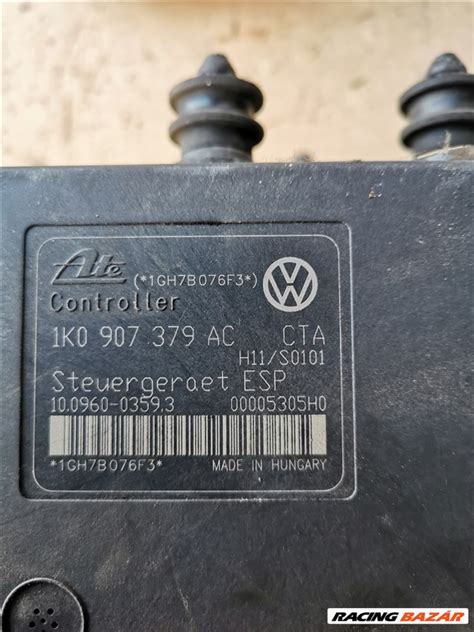 Ate (*1GH7B076F3*)
Controller
1K0 907 379 AC CTA
H11/S0101
Steuergeraet ESP
10.0960-0359.3 00005305H0
*1GH7B076F3* MADE IN HUNGARY
RACING BAZÁR